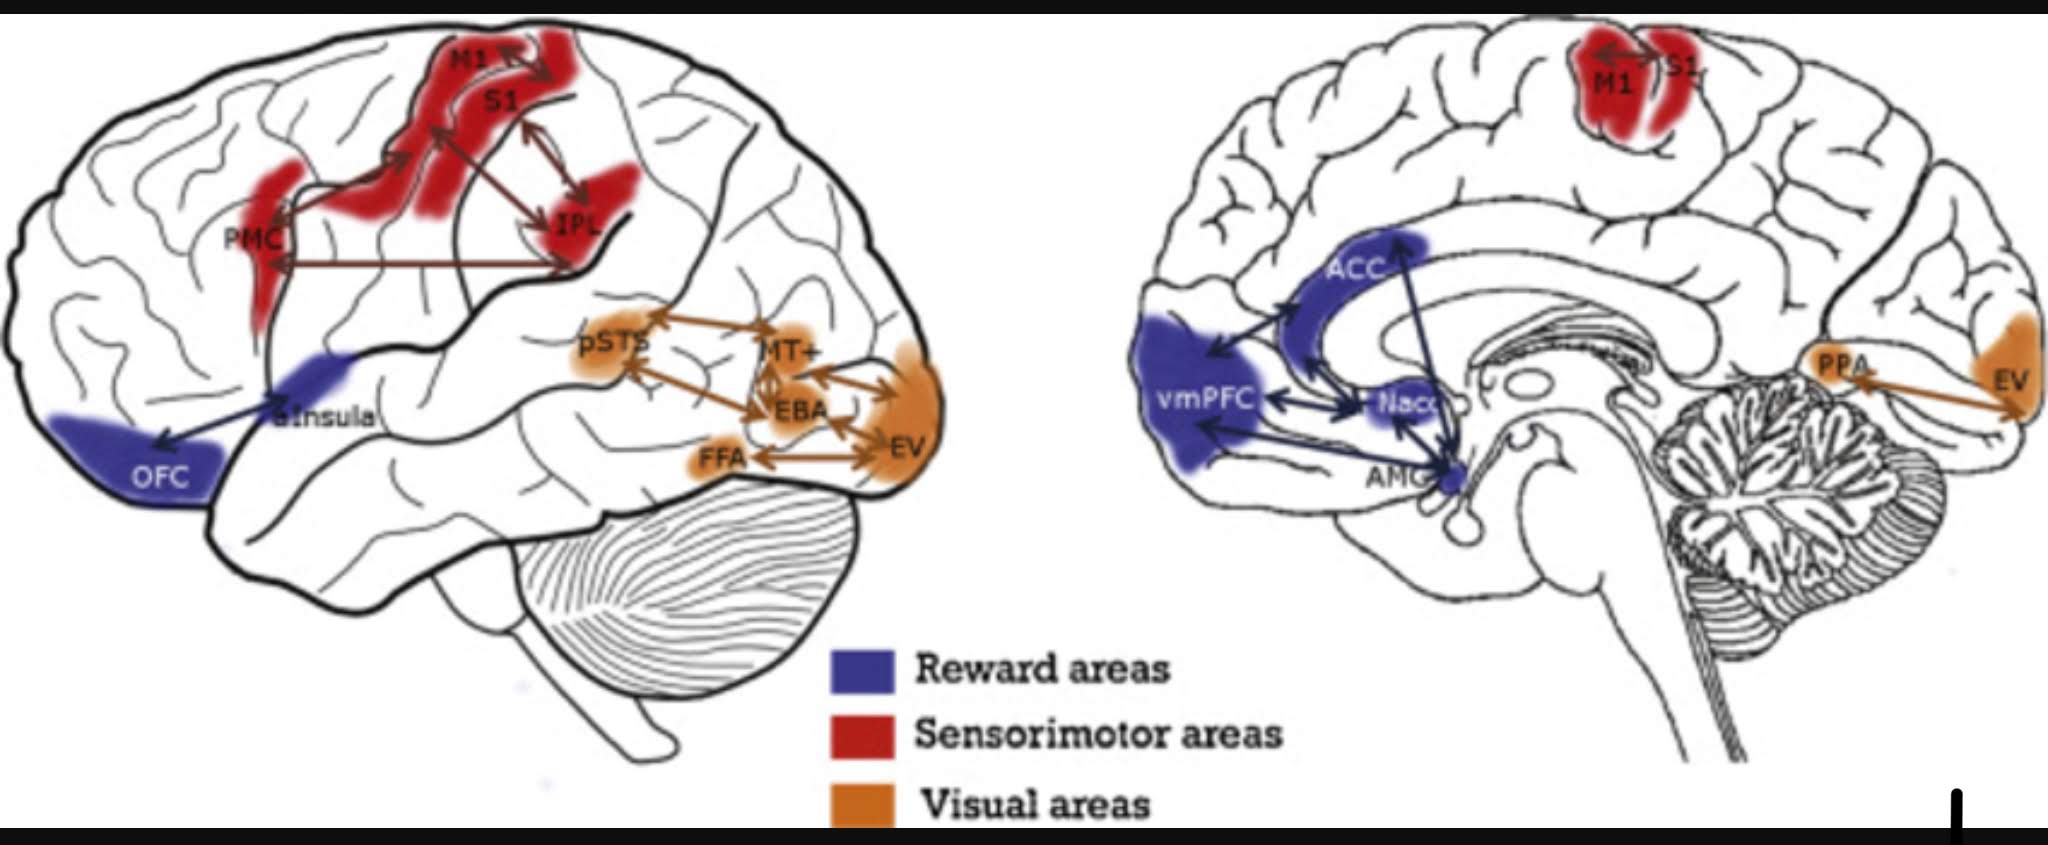 M1
S1
PMC
IPL
pSTS
MT+
EBA
aInsula
OFC
FFA
EV
M1
S1
ACC
PPA
EV
vmPFC
Nacc
AMG
Reward areas
Sensorimotor areas
Visual areas